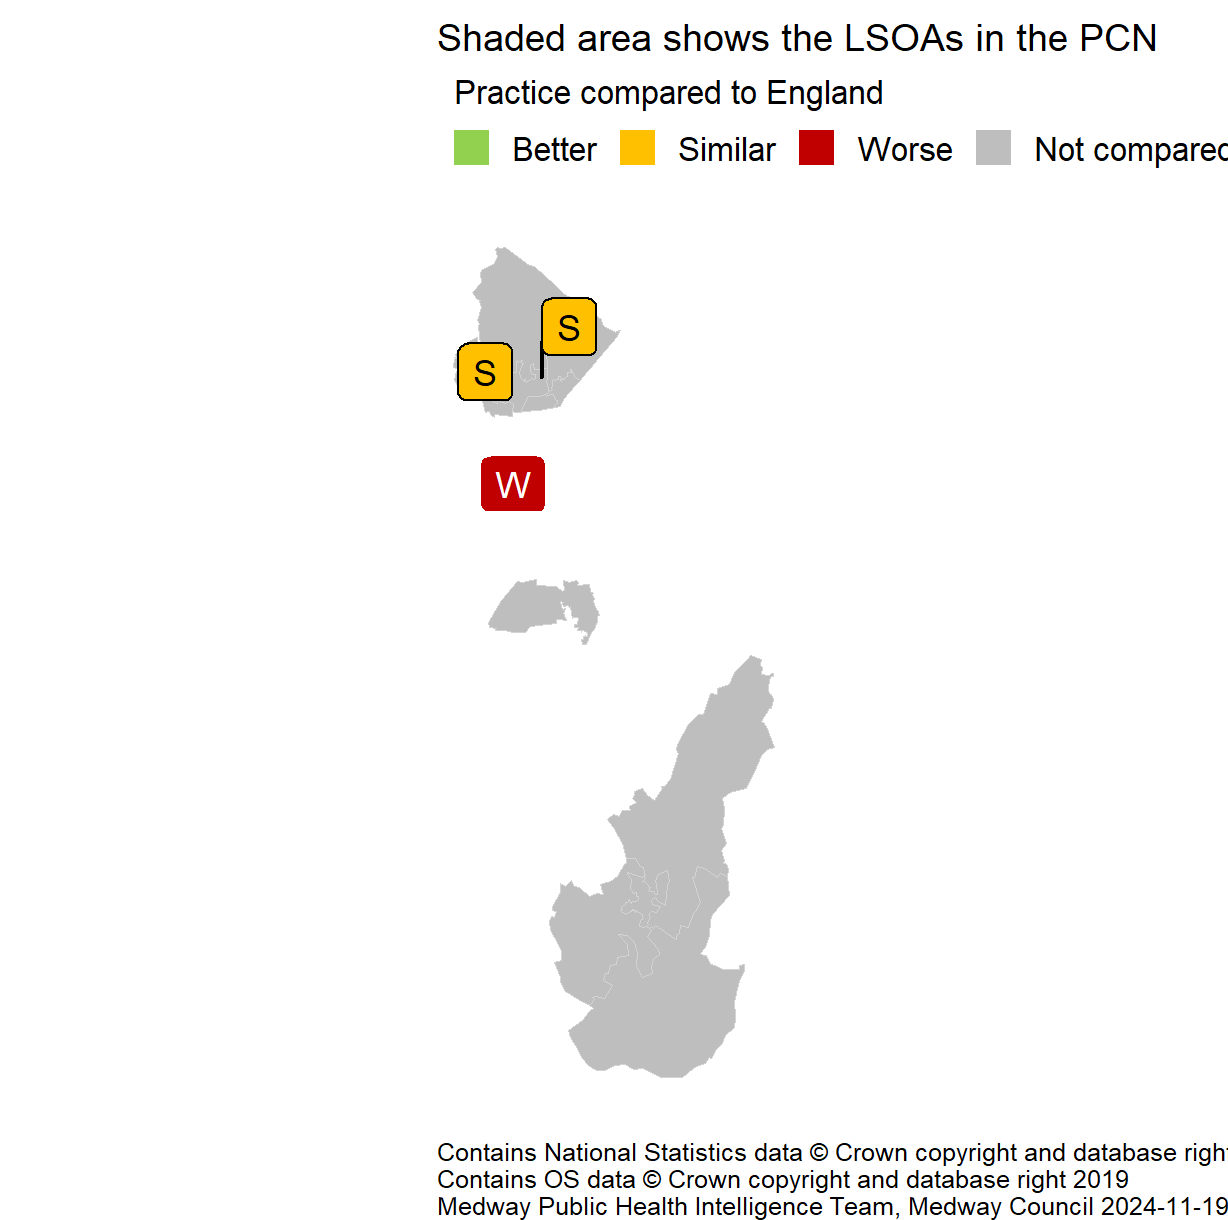 Shaded area shows the LSOAs in the PCN
Practice compared to England
Better Similar Worse Not compared
S
S
W
Contains National Statistics data © Crown copyright and database righ
Contains OS data © Crown copyright and database right 2019
Medway Public Health Intelligence Team, Medway Council 2024-11-19